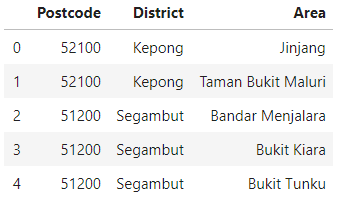 Postcode District Area
0 52100 Kepong Jinjang
1 52100 Kepong Taman Bukit Maluri
2 51200 Segambut Bandar Menjalara
3 51200 Segambut Bukit Kiara
4 51200 Segambut Bukit Tunku